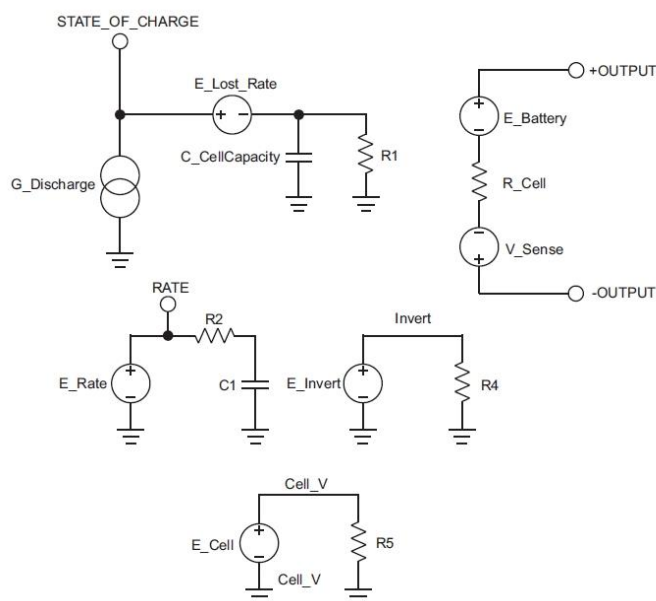 STATE_OF_CHARGE
E_Lost_Rate
+ -
C_CellCapacity
R1
G_Discharge
+OUTPUT
+
E_Battery
-
R_Cell
-
V_Sense
+
-OUTPUT
RATE
R2
+
E_Rate
-
C1
Invert
+
E_Invert
-
R4
Cell_V
+
E_Cell
-
R5
Cell_V